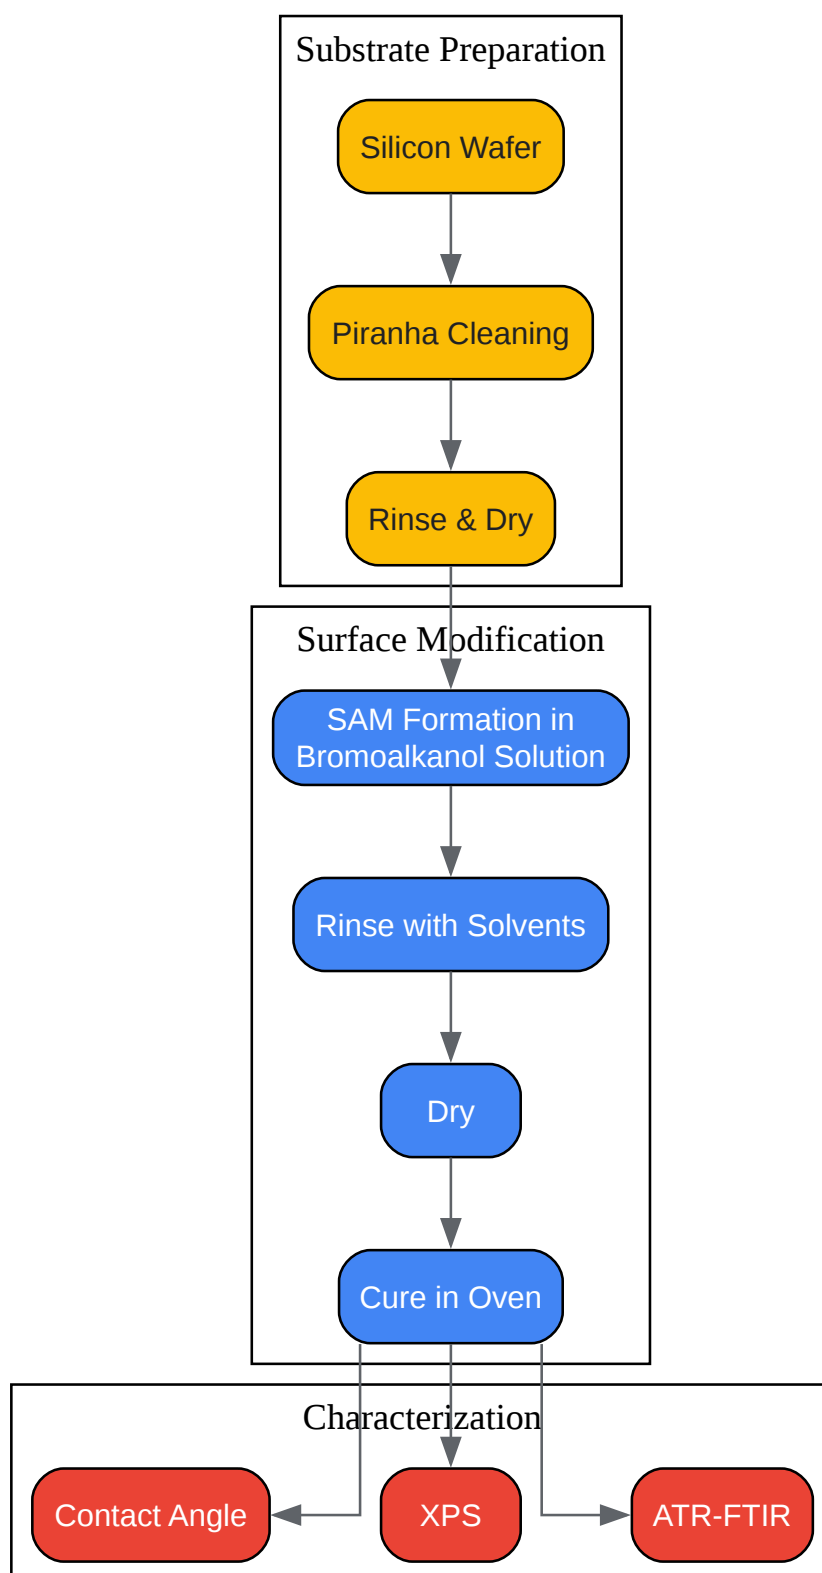 Substrate Preparation
Silicon Wafer
Piranha Cleaning
Rinse & Dry
Surface Modification
SAM Formation in
Bromoalkanol Solution
Rinse with Solvents
Dry
Cure in Oven
Characterization
Contact Angle
XPS
ATR-FTIR